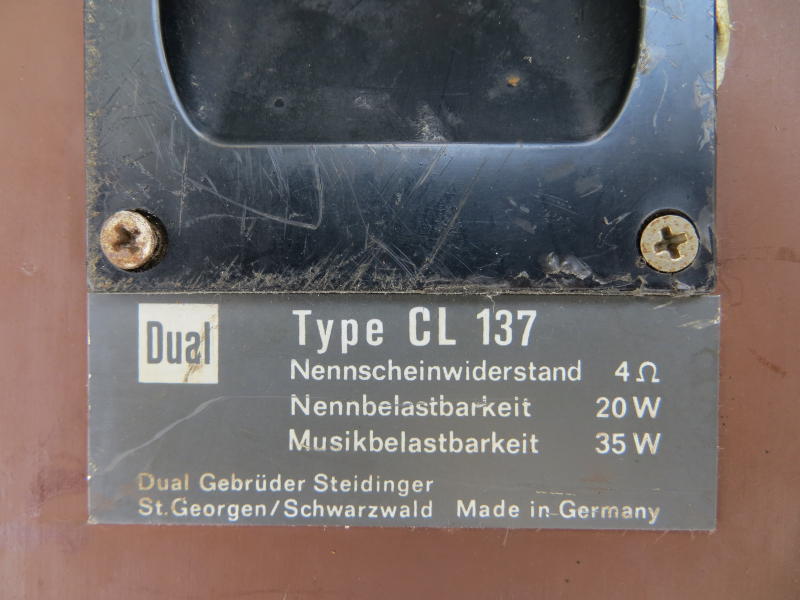 Dual
Type CL 137
Nennscheinwiderstand 4 Ω
Nennbelastbarkeit 20 W
Musikbelastbarkeit 35 W
Dual Gebrüder Steidinger
St.Georgen/Schwarzwald Made in Germany